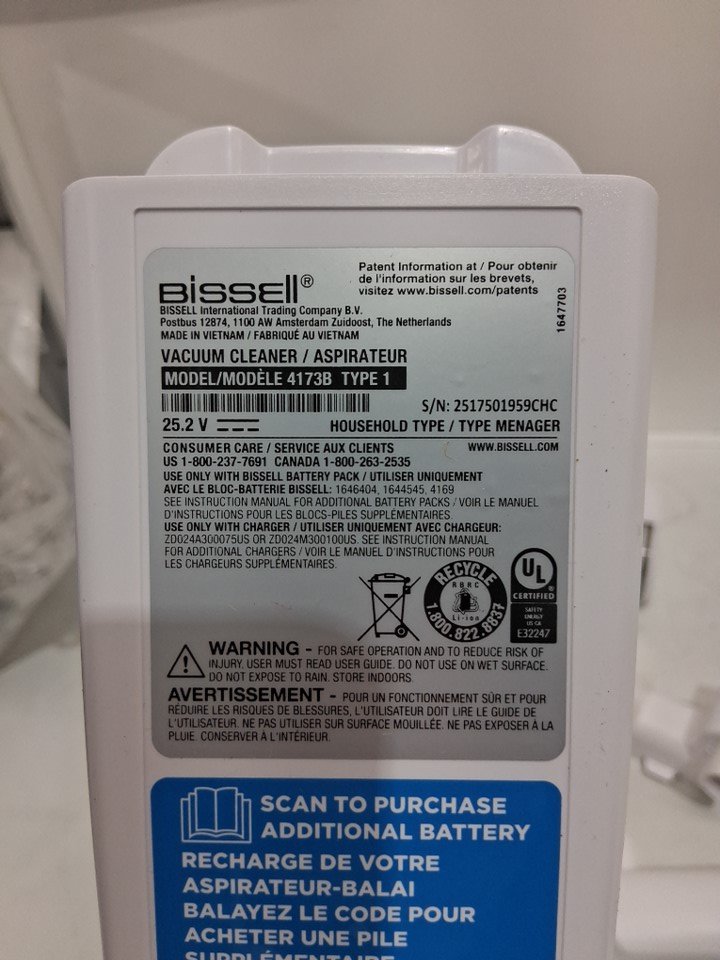 BISSELL®
Patent Information at / Pour obtenir
de l'information sur les brevets,
visitez www.bissell.com/patents
1647703
BISSELL International Trading Company B.V.
Postbus 12874, 1100 AW Amsterdam Zuidoost, The Netherlands
MADE IN VIETNAM / FABRIQUÉ AU VIETNAM
VACUUM CLEANER / ASPIRATEUR
MODEL/MODÈLE 4173B TYPE 1
S/N: 2517501959CHC
25.2 V
HOUSEHOLD TYPE / TYPE MENAGER
CONSUMER CARE / SERVICE AUX CLIENTS
WWW.BISSELL.COM
US 1-800-237-7691 CANADA 1-800-263-2535
USE ONLY WITH BISSELL BATTERY PACK / UTILISER UNIQUEMENT
AVEC LE BLOC-BATTERIE BISSELL: 1646404, 1644545, 4169
SEE INSTRUCTION MANUAL FOR ADDITIONAL BATTERY PACKS / VOIR LE MANUEL
D'INSTRUCTIONS POUR LES BLOCS-PILES SUPPLÉMENTAIRES
USE ONLY WITH CHARGER / UTILISER UNIQUEMENT AVEC CHARGEUR:
ZD024A300075US OR ZD024M300100US. SEE INSTRUCTION MANUAL
FOR ADDITIONAL CHARGERS / VOIR LE MANUEL D'INSTRUCTIONS POUR
LES CHARGEURS SUPPLÉMENTAIRES.
RECYCLE
RBRC
Li-ion
1.800.822.8837
UL®
CERTIFIED
SAFETY
ENERGY
US CA
E32247
WARNING - FOR SAFE OPERATION AND TO REDUCE RISK OF
INJURY, USER MUST READ USER GUIDE. DO NOT USE ON WET SURFACE.
DO NOT EXPOSE TO RAIN. STORE INDOORS
AVERTISSEMENT - POUR UN FONCTIONNEMENT SÛR ET POUR
RÉDUIRE LES RISQUES DE BLESSURES, L'UTILISATEUR DOIT LIRE LE GUIDE DE
L'UTILISATEUR. NE PAS UTILISER SUR SURFACE MOUILLÉE. NE PAS EXPOSER À LA
PLUIE. CONSERVER À L'INTÉRIEUR.
SCAN TO PURCHASE
ADDITIONAL BATTERY
RECHARGE DE VOTRE
ASPIRATEUR-BALAI
BALAYEZ LE CODE POUR
ACHETER UNE PILE
SUPPLÉMENTAIRE